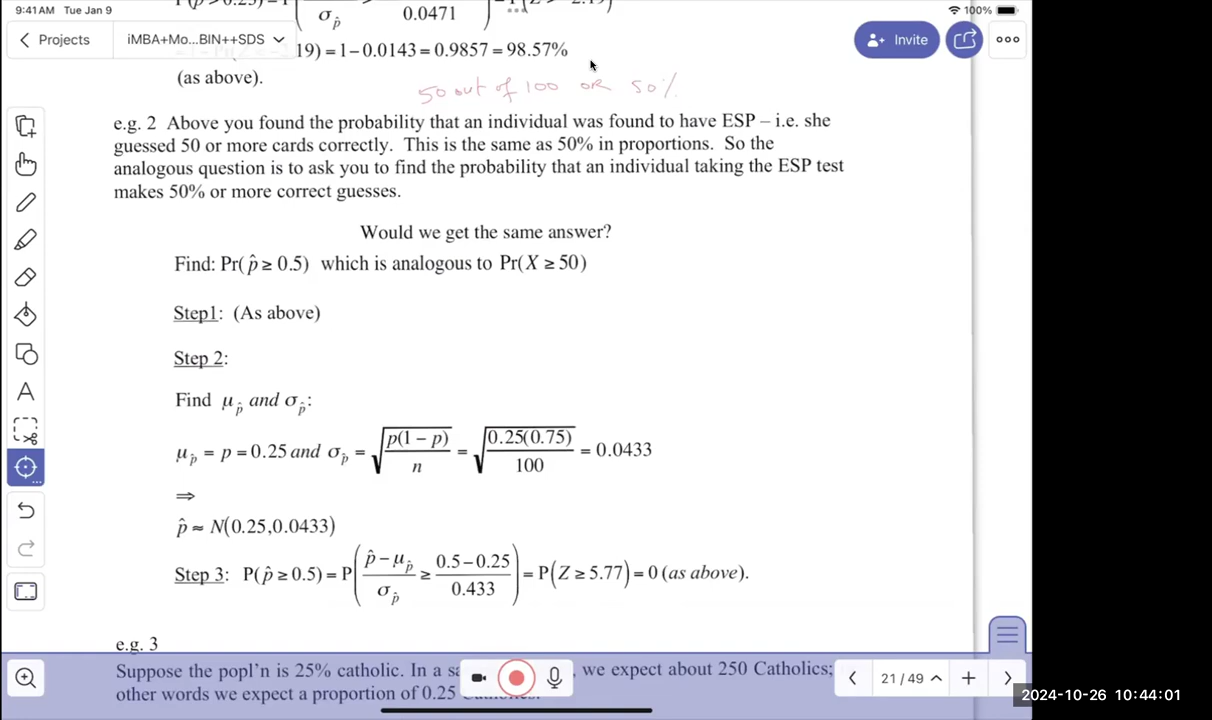 9:41 AM Tue Jan 9
100%
σp̂ 0.0471
Projects
iMBA+Mo...BIN++SDS
Invite
19) = 1 − 0.0143 = 0.9857 = 98.57%
(as above).
50 out of 100 OR 50%
e.g. 2 Above you found the probability that an individual was found to have ESP – i.e. she
guessed 50 or more cards correctly. This is the same as 50% in proportions. So the
analogous question is to ask you to find the probability that an individual taking the ESP test
makes 50% or more correct guesses.
Would we get the same answer?
Find: Pr(p̂ ≥ 0.5) which is analogous to Pr(X ≥ 50)
Step1: (As above)
Step 2:
Find μp̂ and σp̂:
μp̂ = p = 0.25 and σp̂ = √(p(1 − p)/n) = √(0.25(0.75)/100) = 0.0433
⇒
p̂ ≈ N(0.25,0.0433)
Step 3: P(p̂ ≥ 0.5) = P((p̂ − μp̂)/σp̂ ≥ (0.5 − 0.25)/0.433) = P(Z ≥ 5.77) = 0 (as above).
e.g. 3
Suppose the popl'n is 25% catholic. In a sa we expect about 250 Catholics;
other words we expect a proportion of 0.25
21 / 49
2024-10-26 10:44:01